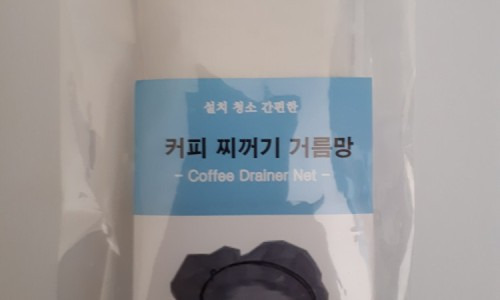 설치 청소 간편한
커피 찌꺼기 거름망
- Coffee Drainer Net -